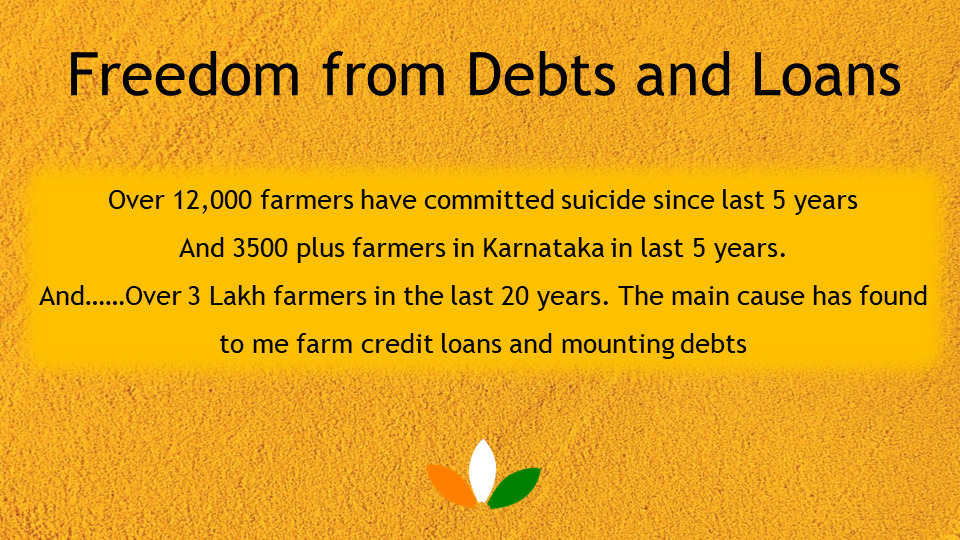 Freedom from Debts and Loans
Over 12,000 farmers have committed suicide since last 5 years
And 3500 plus farmers in Karnataka in last 5 years.
And……Over 3 Lakh farmers in the last 20 years. The main cause has found
to me farm credit loans and mounting debts